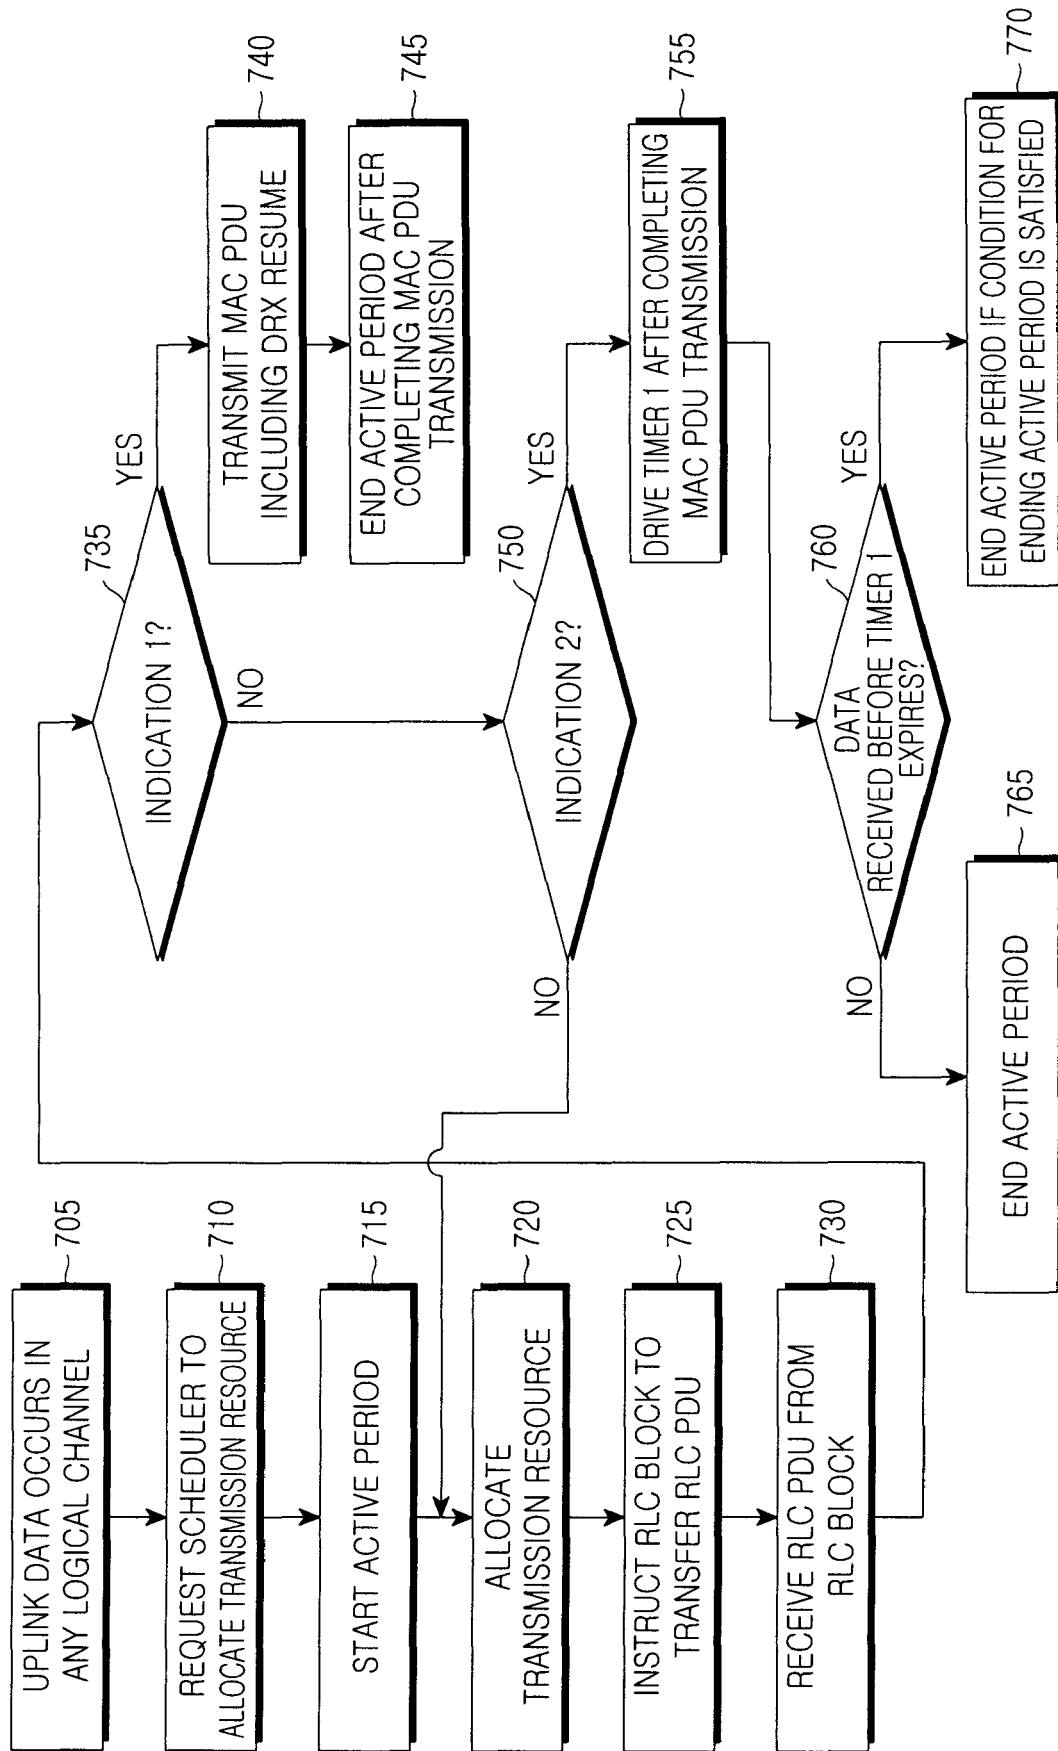 UPLINK DATA OCCURS IN
ANY LOGICAL CHANNEL
705
REQUEST SCHEDULER TO
ALLOCATE TRANSMISSION RESOURCE
710
START ACTIVE PERIOD
715
ALLOCATE
TRANSMISSION RESOURCE
720
INSTRUCT RLC BLOCK TO
TRANSFER RLC PDU
725
RECEIVE RLC PDU FROM
RLC BLOCK
730
INDICATION 1?
735
YES
NO
TRANSMIT MAC PDU
INCLUDING DRX RESUME
740
END ACTIVE PERIOD AFTER
COMPLETING MAC PDU
TRANSMISSION
745
INDICATION 2?
750
YES
NO
DRIVE TIMER 1 AFTER COMPLETING
MAC PDU TRANSMISSION
755
DATA
RECEIVED BEFORE TIMER 1
EXPIRES?
760
YES
NO
END ACTIVE PERIOD
765
END ACTIVE PERIOD IF CONDITION FOR
ENDING ACTIVE PERIOD IS SATISFIED
770